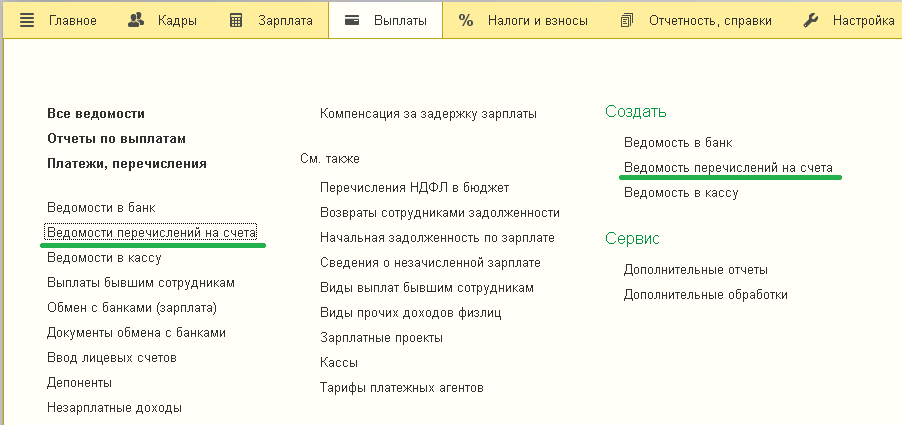 Главное Кадры Зарплата Выплаты Налоги и взносы Отчетность, справки Настройка
Все ведомости
Отчеты по выплатам
Платежи, перечисления
Ведомости в банк
Ведомости перечислений на счета
Ведомости в кассу
Выплаты бывшим сотрудникам
Обмен с банками (зарплата)
Документы обмена с банками
Ввод лицевых счетов
Депоненты
Незарплатные доходы
Компенсация за задержку зарплаты
См. также
Перечисления НДФЛ в бюджет
Возвраты сотрудниками задолженности
Начальная задолженность по зарплате
Сведения о незачисленной зарплате
Виды выплат бывшим сотрудникам
Виды прочих доходов физлиц
Зарплатные проекты
Кассы
Тарифы платежных агентов
Создать
Ведомость в банк
Ведомость перечислений на счета
Ведомость в кассу
Сервис
Дополнительные отчеты
Дополнительные обработки